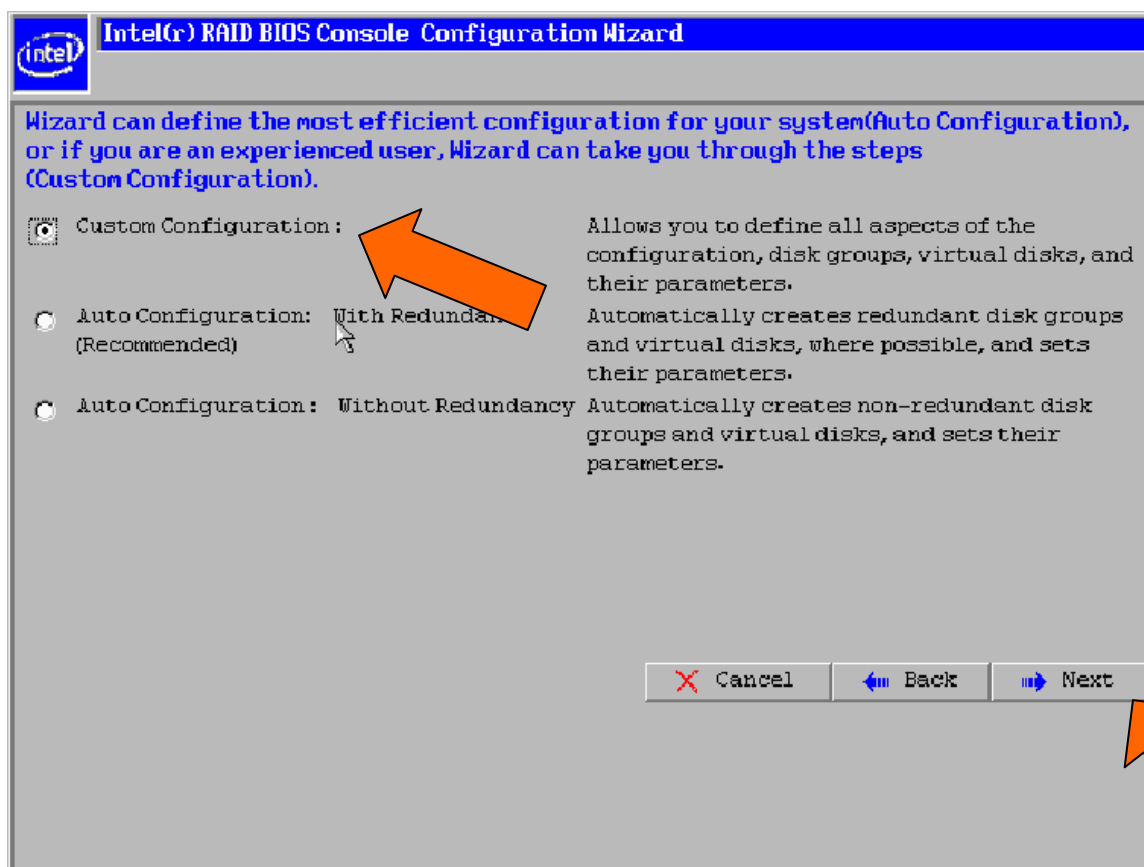 intel
Intel(r) RAID BIOS Console Configuration Wizard
Wizard can define the most efficient configuration for your system(Auto Configuration),
or if you are an experienced user, Wizard can take you through the steps
(Custom Configuration).
Custom Configuration:
Allows you to define all aspects of the
configuration, disk groups, virtual disks, and
their parameters.
Auto Configuration: With
(Recommended)
Automatically creates redundant disk groups
and virtual disks, where possible, and sets
their parameters.
Auto Configuration: Without Redundancy
Automatically creates non-redundant disk
groups and virtual disks, and sets their
parameters.
Cancel
Back
Next